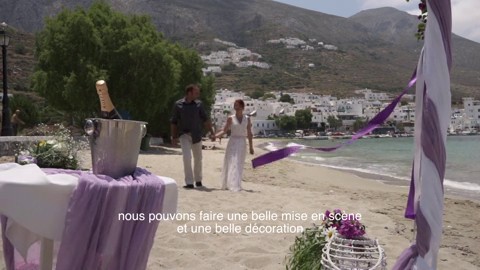 nous pouvons faire une belle mise en scène
et une belle décoration